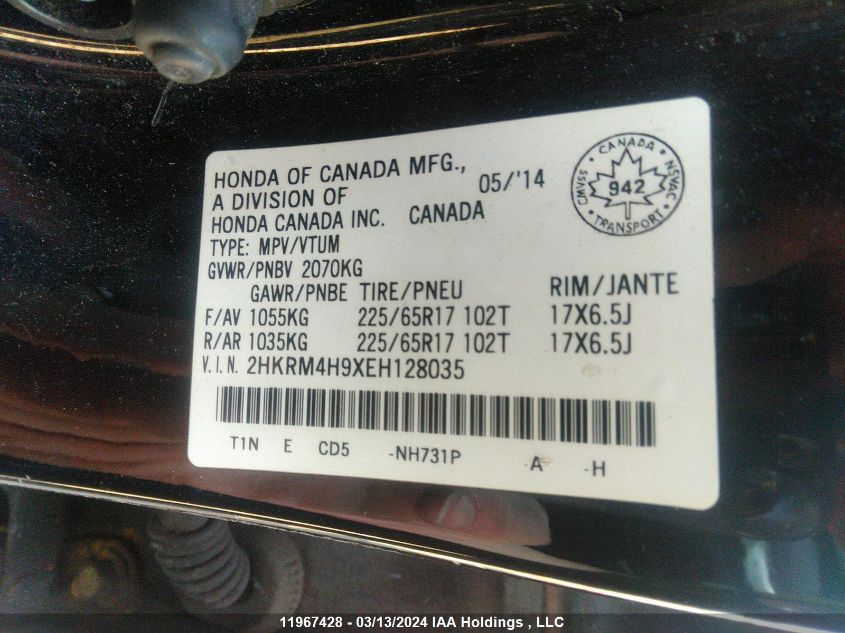 HONDA OF CANADA MFG., 05/'14
A DIVISION OF
HONDA CANADA INC. CANADA
TYPE: MPV/VTUM
GVWR/PNBV 2070KG
GAWR/PNBE TIRE/PNEU RIM/JANTE
F/AV 1055KG 225/65R17 102T 17X6.5J
R/AR 1035KG 225/65R17 102T 17X6.5J
V.I.N. 2HKRM4H9XEH128035
T1N E CD5 -NH731P A -H
CANADA
CMVSS
942
NSVAC
TRANSPORT
11967428 - 03/13/2024 IAA Holdings , LLC